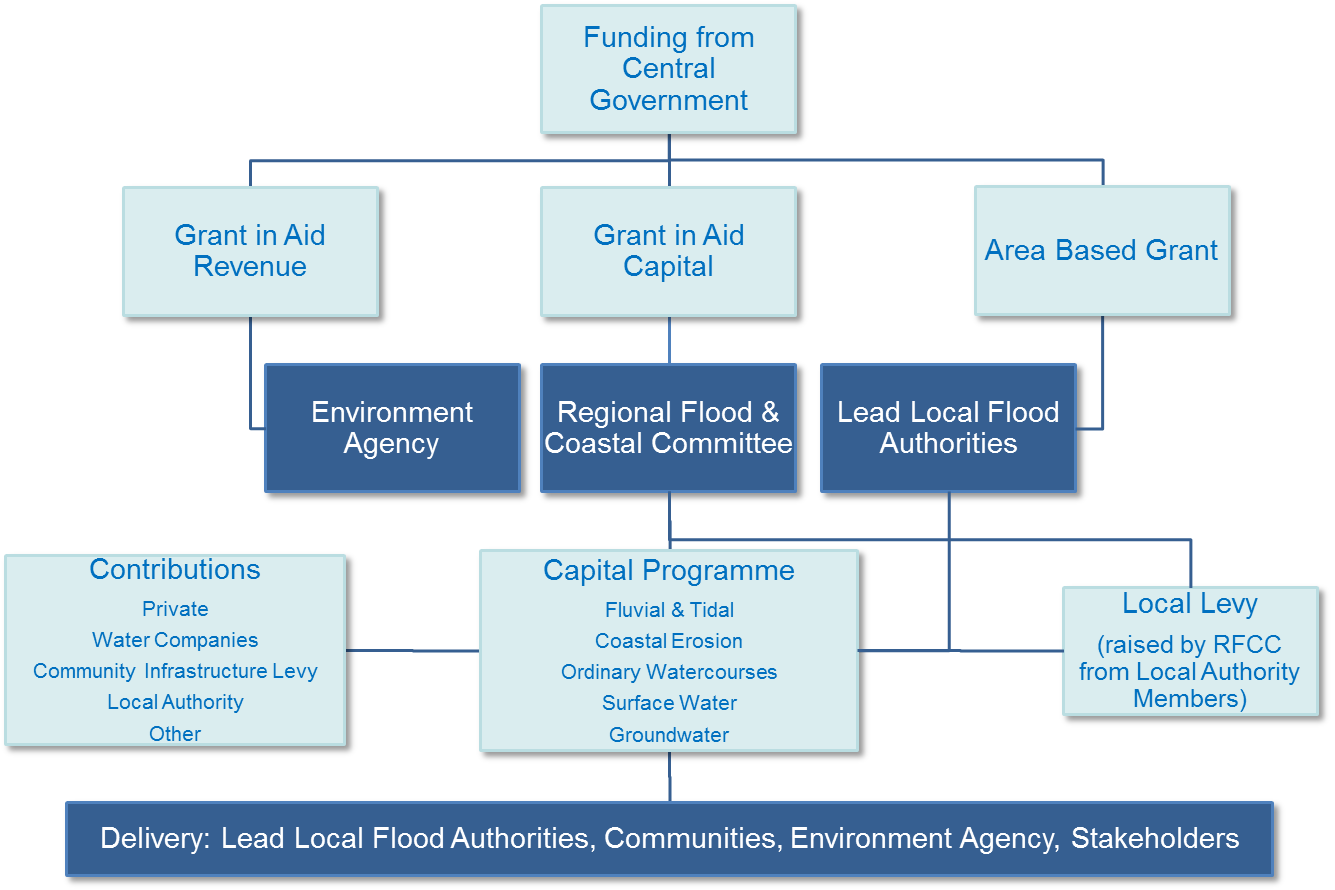 Funding from
Central
Government
Grant in Aid
Revenue
Grant in Aid
Capital
Area Based Grant
Environment
Agency
Regional Flood &
Coastal Committee
Lead Local Flood
Authorities
Contributions
Private
Water Companies
Community Infrastructure Levy
Local Authority
Other
Capital Programme
Fluvial & Tidal
Coastal Erosion
Ordinary Watercourses
Surface Water
Groundwater
Local Levy
(raised by RFCC
from Local Authority
Members)
Delivery: Lead Local Flood Authorities, Communities, Environment Agency, Stakeholders